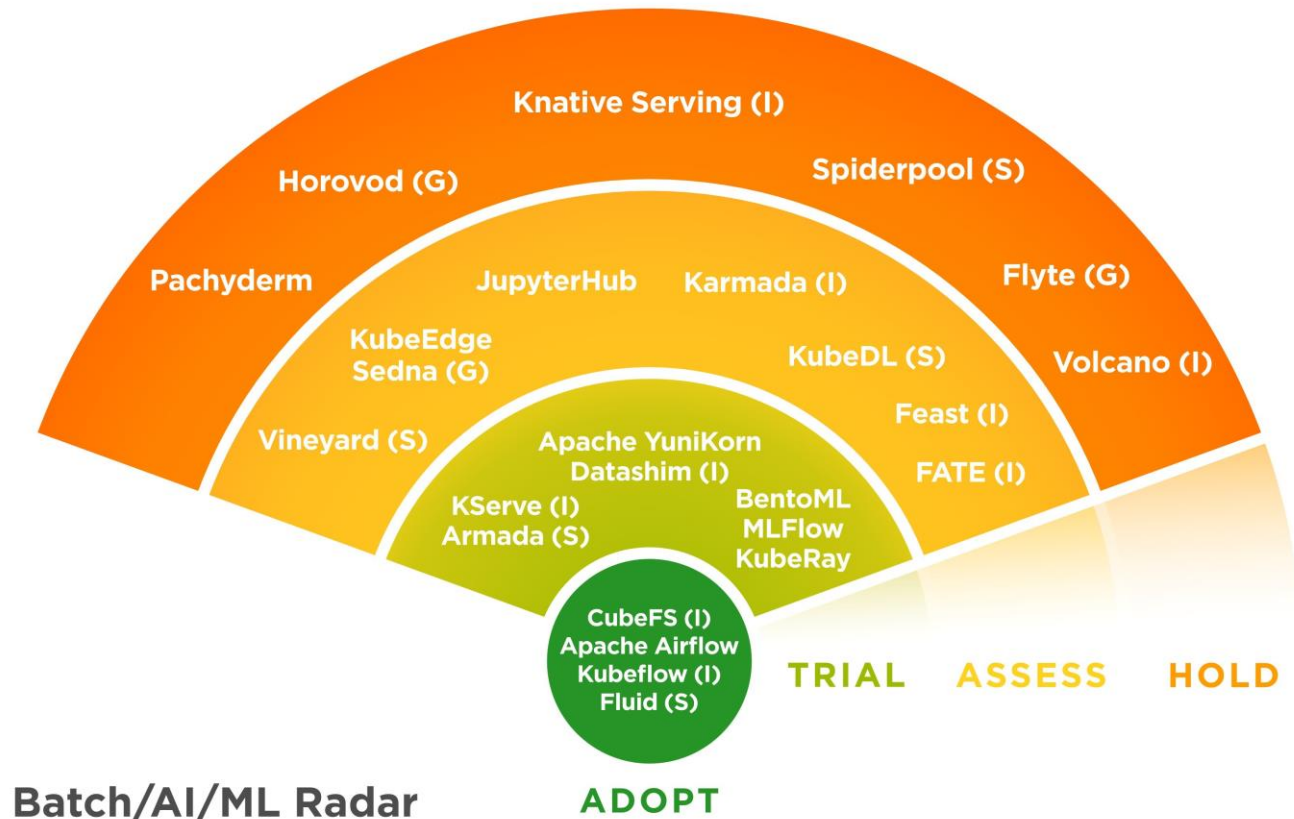 Knative Serving (I)
Spiderpool (S)
Horovod (G)
Flyte (G)
Pachyderm
JupyterHub
Karmada (I)
KubeEdge
Sedna (G)
KubeDL (S)
Volcano (I)
Feast (I)
Vineyard (S)
Apache YuniKorn
Datashim (I)
FATE (I)
KServe (I)
Armada (S)
BentoML
MLFlow
KubeRay
CubeFS (I)
Apache Airflow
Kubeflow (I)
Fluid (S)
TRIAL
ASSESS
HOLD
Batch/AI/ML Radar
ADOPT